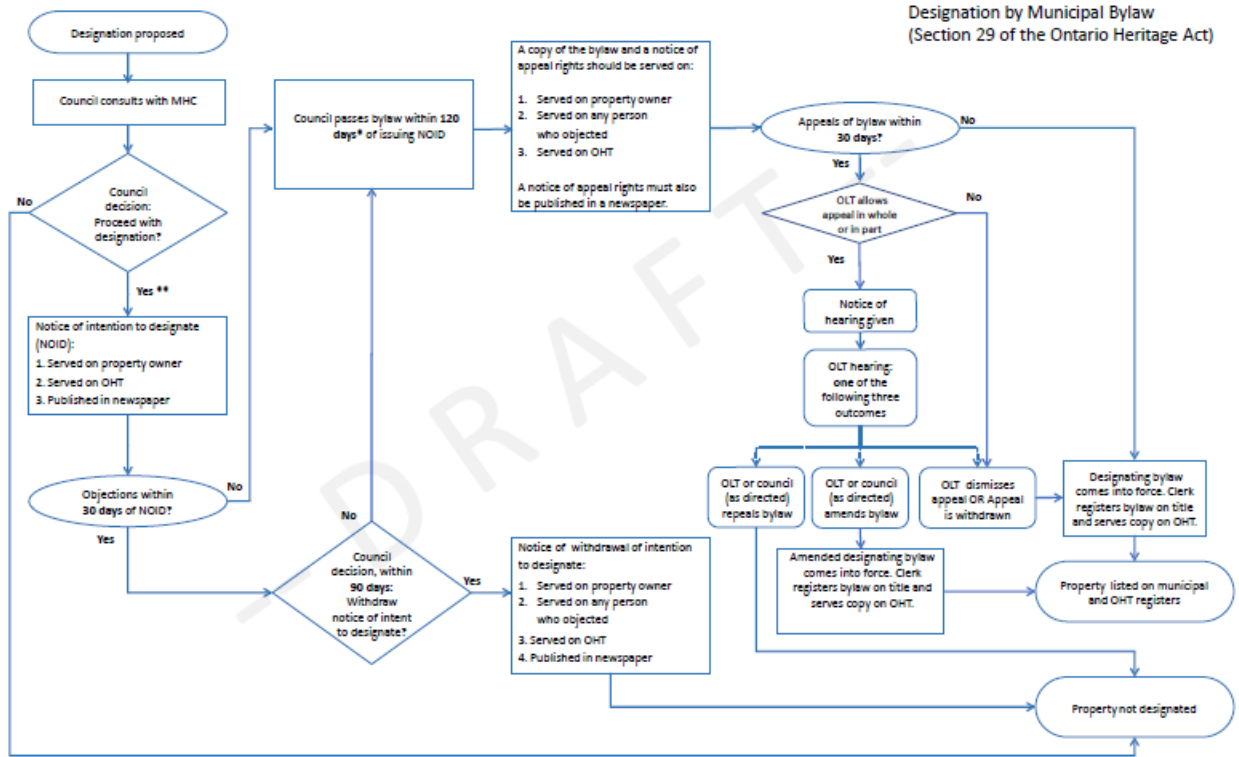 Designation by Municipal Bylaw
(Section 29 of the Ontario Heritage Act)
Designation proposed
Council consults with MHC
Council
decision:
Proceed with
designation?
No
Yes **
Notice of intention to designate
(NOID):
1. Served on property owner
2. Served on OHT
3. Published in newspaper
Objections within
30 days of NOID?
No
Yes
Council passes bylaw within 120
days* of issuing NOID
No
Council
decision, within
90 days:
Withdraw
notice of intent
to designate?
Yes
A copy of the bylaw and a notice of
appeal rights should be served on:
1. Served on property owner
2. Served on any person
who objected
3. Served on OHT
A notice of appeal rights must also
be published in a newspaper.
Notice of withdrawal of intention
to designate:
1. Served on property owner
2. Served on any person
who objected
3. Served on OHT
4. Published in newspaper
Appeals of bylaw within
30 days?
No
Yes
OLT allows
appeal in whole
or in part
No
Yes
Notice of
hearing given
OLT hearing:
one of the
following three
outcomes
OLT or council
(as directed)
repeals bylaw
OLT or council
(as directed)
amends bylaw
OLT dismisses
appeal OR Appeal
is withdrawn
Designating bylaw
comes into force. Clerk
registers bylaw on title
and serves copy on OHT.
Amended designating bylaw
comes into force. Clerk
registers bylaw on title and
serves copy on OHT.
Property listed on municipal
and OHT registers
Property not designated
--DRAFT--